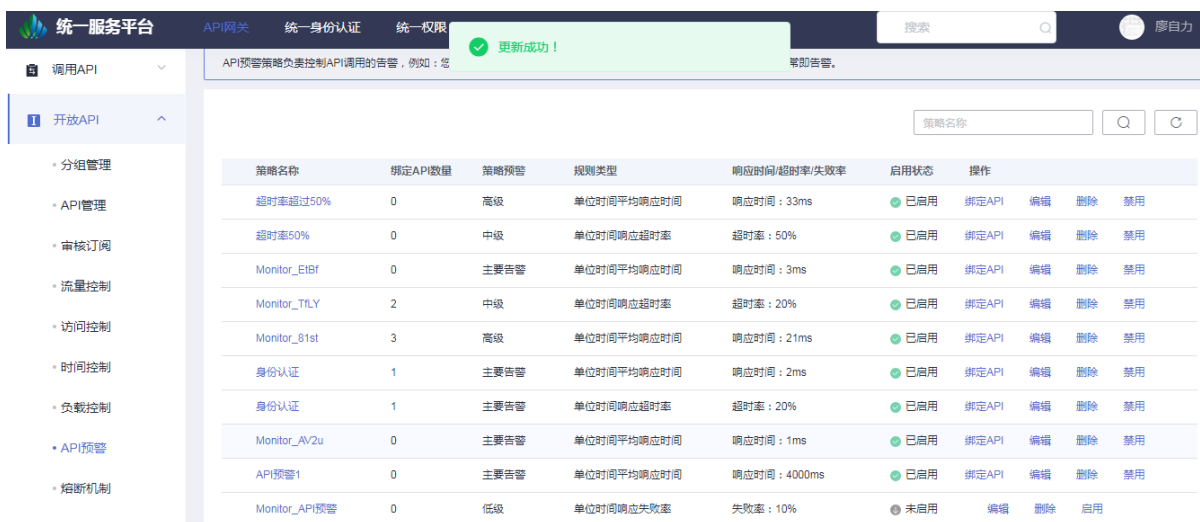 统一服务平台 API网关 统一身份认证 统一权限 搜索 廖自力
更新成功！
API预警策略负责控制API调用的告警，例如：您 常即告警。
调用API
开放API
分组管理
API管理
审核订阅
流量控制
访问控制
时间控制
负载控制
API预警
熔断机制
策略名称
策略名称 绑定API数量 策略预警 规则类型 响应时间/超时率/失败率 启用状态 操作
超时率超过50% 0 高级 单位时间平均响应时间 响应时间：33ms 已启用 绑定API 编辑 删除 禁用
超时率50% 0 中级 单位时间响应超时率 超时率：50% 已启用 绑定API 编辑 删除 禁用
Monitor_EtBf 0 主要告警 单位时间平均响应时间 响应时间：3ms 已启用 绑定API 编辑 删除 禁用
Monitor_TfLY 2 中级 单位时间响应超时率 超时率：20% 已启用 绑定API 编辑 删除 禁用
Monitor_81st 3 高级 单位时间平均响应时间 响应时间：21ms 已启用 绑定API 编辑 删除 禁用
身份认证 1 主要告警 单位时间平均响应时间 响应时间：2ms 已启用 绑定API 编辑 删除 禁用
身份认证 1 主要告警 单位时间响应超时率 超时率：20% 已启用 绑定API 编辑 删除 禁用
Monitor_AV2u 0 主要告警 单位时间平均响应时间 响应时间：1ms 已启用 绑定API 编辑 删除 禁用
API预警1 0 主要告警 单位时间平均响应时间 响应时间：4000ms 已启用 绑定API 编辑 删除 禁用
Monitor_API预警 0 低级 单位时间响应失败率 失败率：10% 未启用 编辑 删除 启用